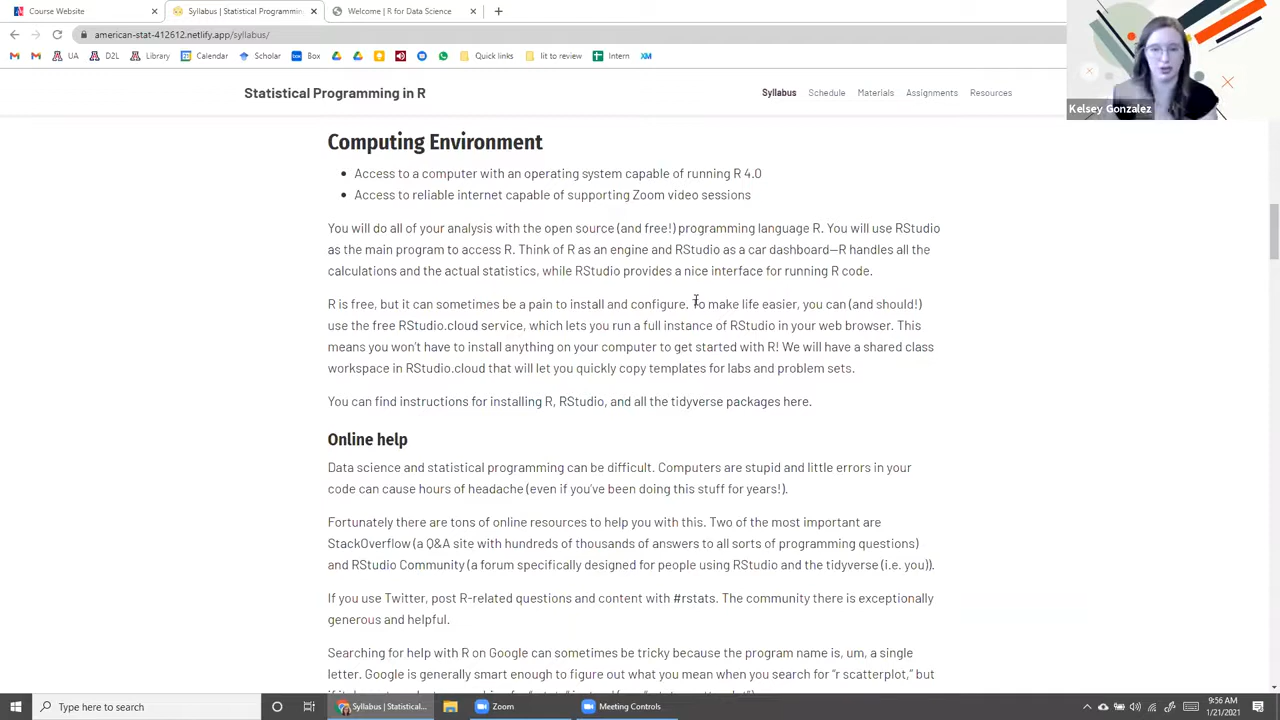 Course Website
Syllabus | Statistical Programmin
Welcome | R for Data Science
american-stat-412612.netlify.app/syllabus/
UA
D2L
Library
Calendar
Scholar
Box
Quick links
lit to review
Intern
Kelsey Gonzalez
Statistical Programming in R
Syllabus
Schedule
Materials
Assignments
Resources
Computing Environment
• Access to a computer with an operating system capable of running R 4.0
• Access to reliable internet capable of supporting Zoom video sessions
You will do all of your analysis with the open source (and free!) programming language R. You will use RStudio
as the main program to access R. Think of R as an engine and RStudio as a car dashboard—R handles all the
calculations and the actual statistics, while RStudio provides a nice interface for running R code.
R is free, but it can sometimes be a pain to install and configure. To make life easier, you can (and should!)
use the free RStudio.cloud service, which lets you run a full instance of RStudio in your web browser. This
means you won't have to install anything on your computer to get started with R! We will have a shared class
workspace in RStudio.cloud that will let you quickly copy templates for labs and problem sets.
You can find instructions for installing R, RStudio, and all the tidyverse packages here.
Online help
Data science and statistical programming can be difficult. Computers are stupid and little errors in your
code can cause hours of headache (even if you've been doing this stuff for years!).
Fortunately there are tons of online resources to help you with this. Two of the most important are
StackOverflow (a Q&A site with hundreds of thousands of answers to all sorts of programming questions)
and RStudio Community (a forum specifically designed for people using RStudio and the tidyverse (i.e. you)).
If you use Twitter, post R-related questions and content with #rstats. The community there is exceptionally
generous and helpful.
Searching for help with R on Google can sometimes be tricky because the program name is, um, a single
letter. Google is generally smart enough to figure out what you mean when you search for "r scatterplot," but
Type here to search
Syllabus | Statistical...
Zoom
Meeting Controls
9:56 AM
1/21/2021